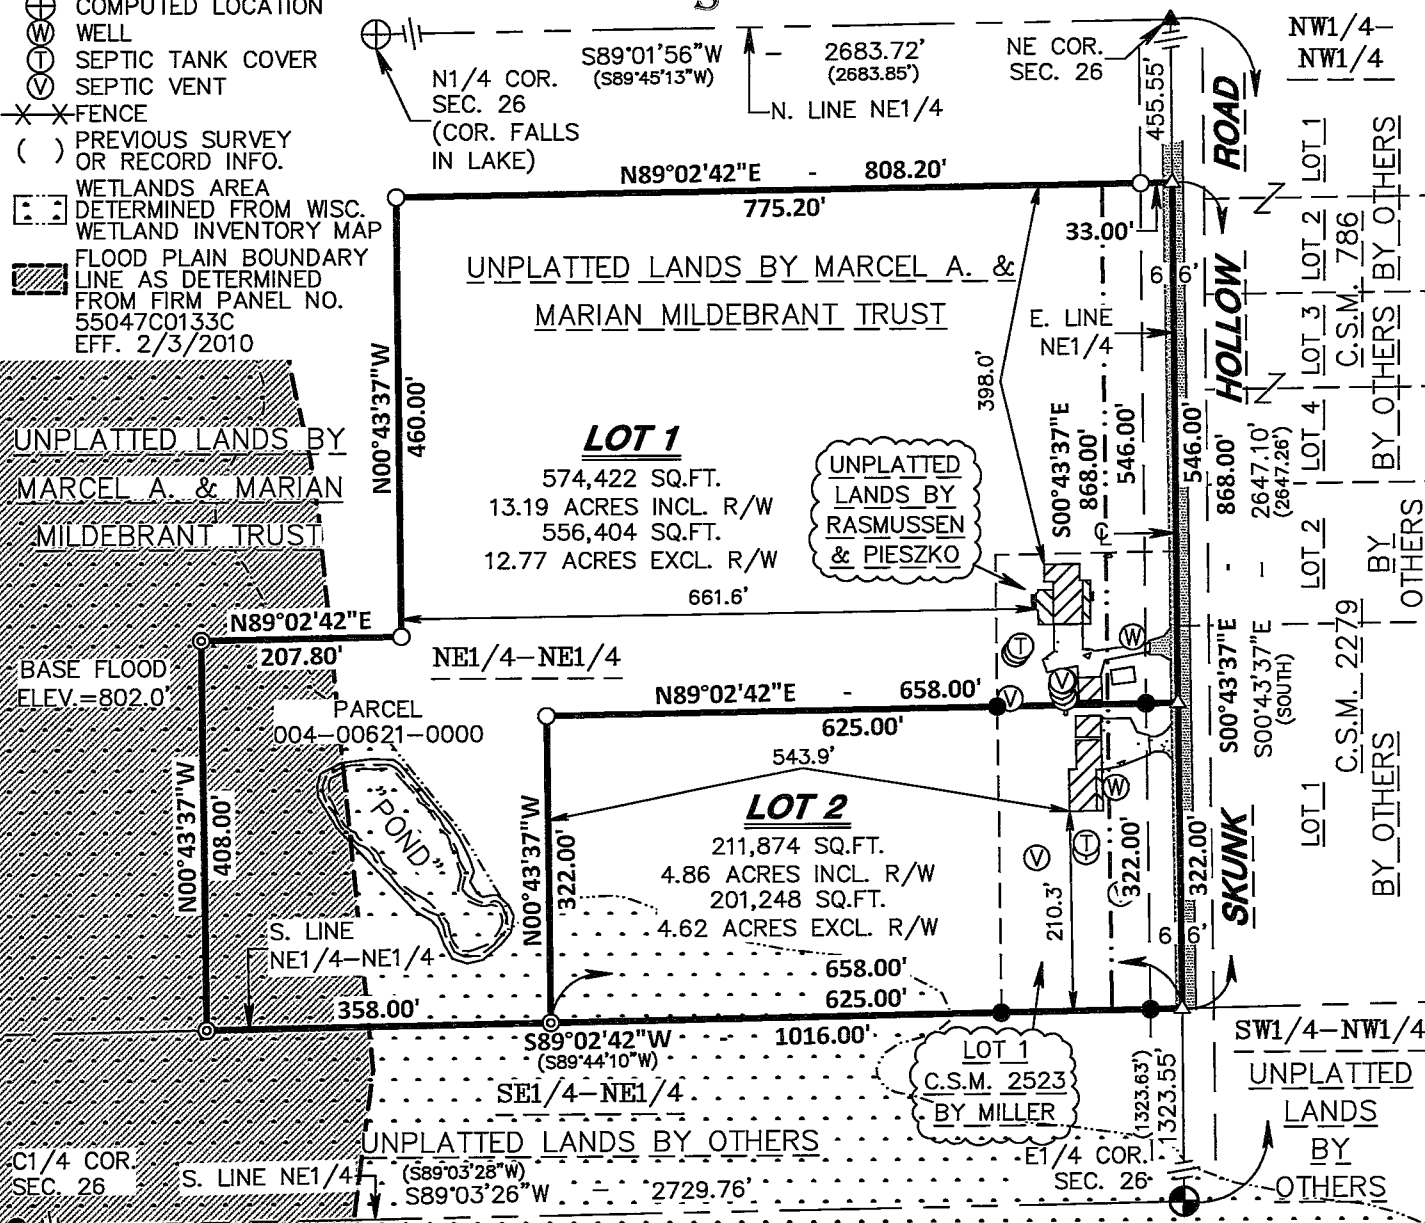 COMPUTED LOCATION
W WELL
T SEPTIC TANK COVER
V SEPTIC VENT
X X FENCE
( ) PREVIOUS SURVEY
OR RECORD INFO.
WETLANDS AREA
DETERMINED FROM WISC.
WETLAND INVENTORY MAP
FLOOD PLAIN BOUNDARY
LINE AS DETERMINED
FROM FIRM PANEL NO.
55047C0133C
EFF. 2/3/2010
S89°01'56"W - 2683.72'
(S89°45'13"W) (2683.85')
N1/4 COR.
SEC. 26
(COR. FALLS
IN LAKE)
N. LINE NE1/4
NE COR.
SEC. 26
455.55'
NW1/4-
NW1/4
N89°02'42"E - 808.20'
775.20'
33.00'
UNPLATTED LANDS BY MARCEL A. &
MARIAN MILDEBRANT TRUST
6 6'
E. LINE
NE1/4
N00°43'37"W
460.00'
398.0'
LOT 1
574,422 SQ.FT.
13.19 ACRES INCL. R/W
556,404 SQ.FT.
12.77 ACRES EXCL. R/W
UNPLATTED
LANDS BY
RASMUSSEN
& PIESZKO
661.6'
S00°43'37"E
868.00'
546.00'
546.00'
SKUNK HOLLOW ROAD
S00°43'37"E - 868.00'
S00°43'37"E - 2647.10'
(SOUTH) (2647.26')
LOT 1
LOT 2
LOT 3
LOT 4
C.S.M. 786
BY OTHERS
BY OTHERS
BY OTHERS
BY OTHERS
LOT 2
BY
OTHERS
C.S.M. 2279
LOT 1
BY OTHERS
UNPLATTED LANDS BY
MARCEL A. & MARIAN
MILDEBRANT TRUST
N89°02'42"E
207.80'
BASE FLOOD
ELEV.=802.0'
NE1/4-NE1/4
PARCEL
004-00621-0000
N89°02'42"E - 658.00'
625.00'
T
V
V
W
W
V
T
543.9'
N00°43'37"W
408.00'
"POND"
N00°43'37"W
322.00'
LOT 2
211,874 SQ.FT.
4.86 ACRES INCL. R/W
201,248 SQ.FT.
4.62 ACRES EXCL. R/W
210.3'
322.00'
322.00'
6 6'
S. LINE
NE1/4-NE1/4
658.00'
625.00'
358.00'
S89°02'42"W - 1016.00'
(S89°44'10"W)
SE1/4-NE1/4
LOT 1
C.S.M. 2523
BY MILLER
(1323.63')
1323.55'
SW1/4-NW1/4
UNPLATTED
LANDS
BY
OTHERS
UNPLATTED LANDS BY OTHERS
C1/4 COR.
SEC. 26
S. LINE NE1/4
(S89°03'28"W)
S89°03'26"W - 2729.76'
E1/4 COR.
SEC. 26